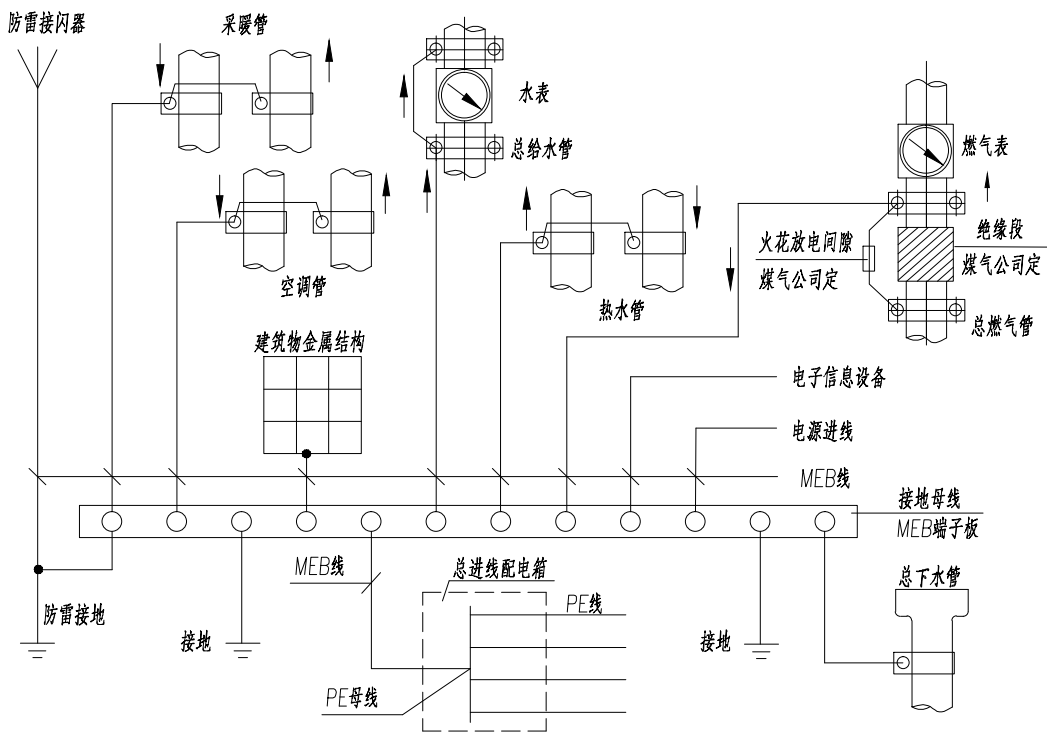 防雷接闪器
采暖管
水表
总给水管
燃气表
绝缘段
煤气公司定
火花放电间隙
煤气公司定
总燃气管
空调管
热水管
建筑物金属结构
电子信息设备
电源进线
MEB线
接地母线
MEB端子板
MEB线
总进线配电箱
总下水管
PE线
防雷接地
接地
接地
PE母线